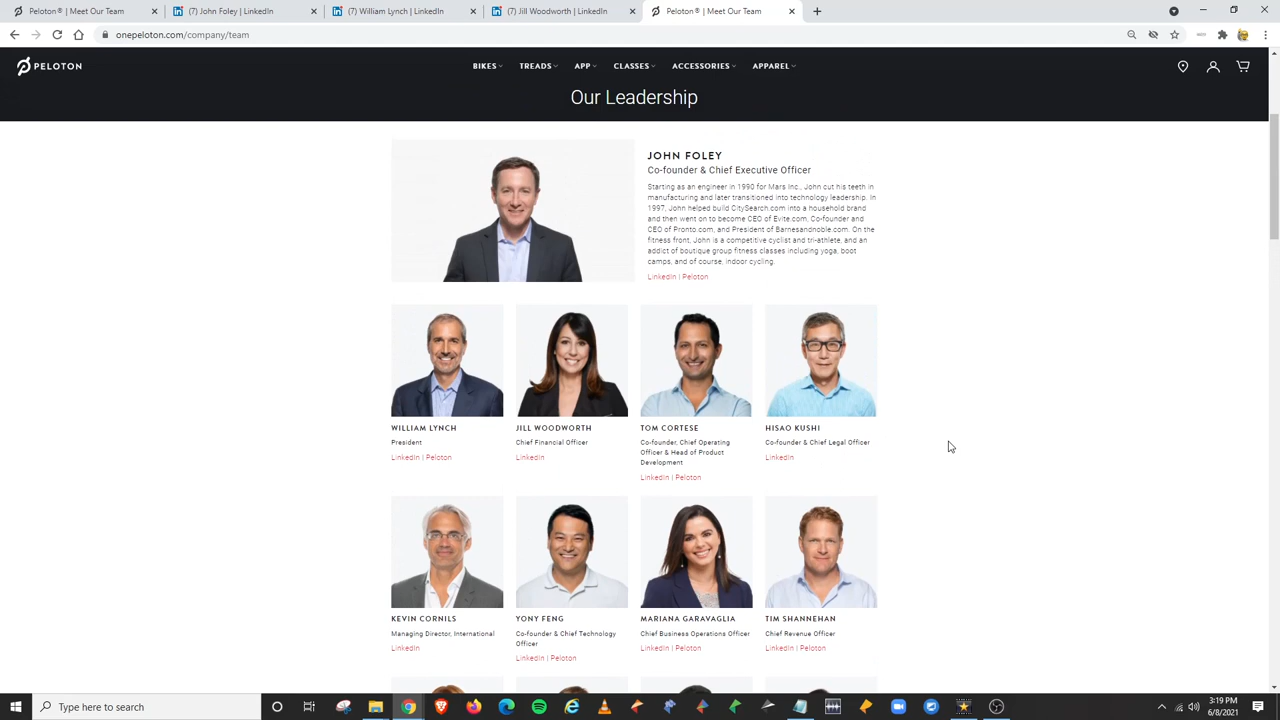 Peloton® | Meet Our Team
(7) John Foley | LinkedIn
(7) William Lynch | LinkedIn
(7) Jill Woodworth | LinkedIn
Peloton® | Meet Our Team
onepeloton.com/company/team
PELOTON
BIKES
TREADS
APP
CLASSES
ACCESSORIES
APPAREL
Our Leadership
JOHN FOLEY
Co-founder & Chief Executive Officer
Starting as an engineer in 1990 for Mars Inc., John cut his teeth in
manufacturing and later transitioned into technology leadership. In
1997, John helped build CitySearch.com into a household brand
and then went on to become CEO of Evite.com, Co-founder and
CEO of Pronto.com, and President of Barnesandnoble.com. On the
fitness front, John is a competitive cyclist and tri-athlete, and an
addict of boutique group fitness classes including yoga, boot
camps, and of course, indoor cycling.
LinkedIn | Peloton
WILLIAM LYNCH
President
LinkedIn | Peloton
JILL WOODWORTH
Chief Financial Officer
LinkedIn
TOM CORTESE
Co-founder, Chief Operating
Officer & Head of Product
Development
LinkedIn | Peloton
HISAO KUSHI
Co-founder & Chief Legal Officer
LinkedIn
KEVIN CORNILS
Managing Director, International
LinkedIn
YONY FENG
Co-founder & Chief Technology
Officer
LinkedIn | Peloton
MARIANA GARAVAGLIA
Chief Business Operations Officer
LinkedIn | Peloton
TIM SHANNEHAN
Chief Revenue Officer
LinkedIn | Peloton
Type here to search
3:19 PM
6/8/2021